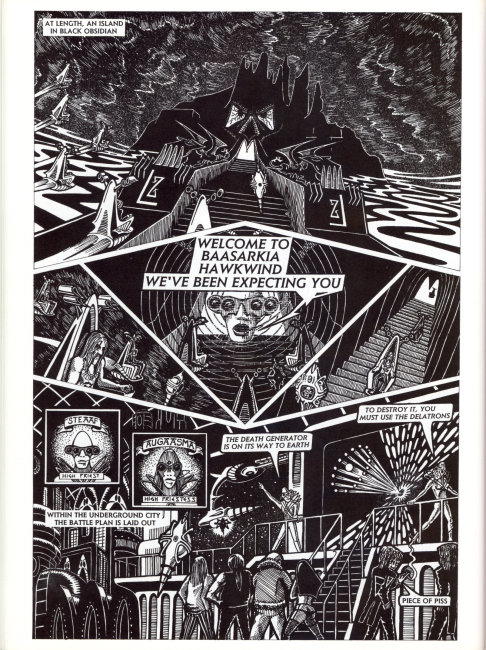 AT LENGTH, AN ISLAND
IN BLACK OBSIDIAN
WELCOME TO
BAASARKIA
HAWKWIND
WE'VE BEEN EXPECTING YOU
STEAAF
HIGH PRIEST
AUGAASMA
HIGH PRIESTESS
WITHIN THE UNDERGROUND CITY
THE BATTLE PLAN IS LAID OUT
THE DEATH GENERATOR
IS ON ITS WAY TO EARTH
TO DESTROY IT, YOU
MUST USE THE DELATRONS
PIECE OF PISS